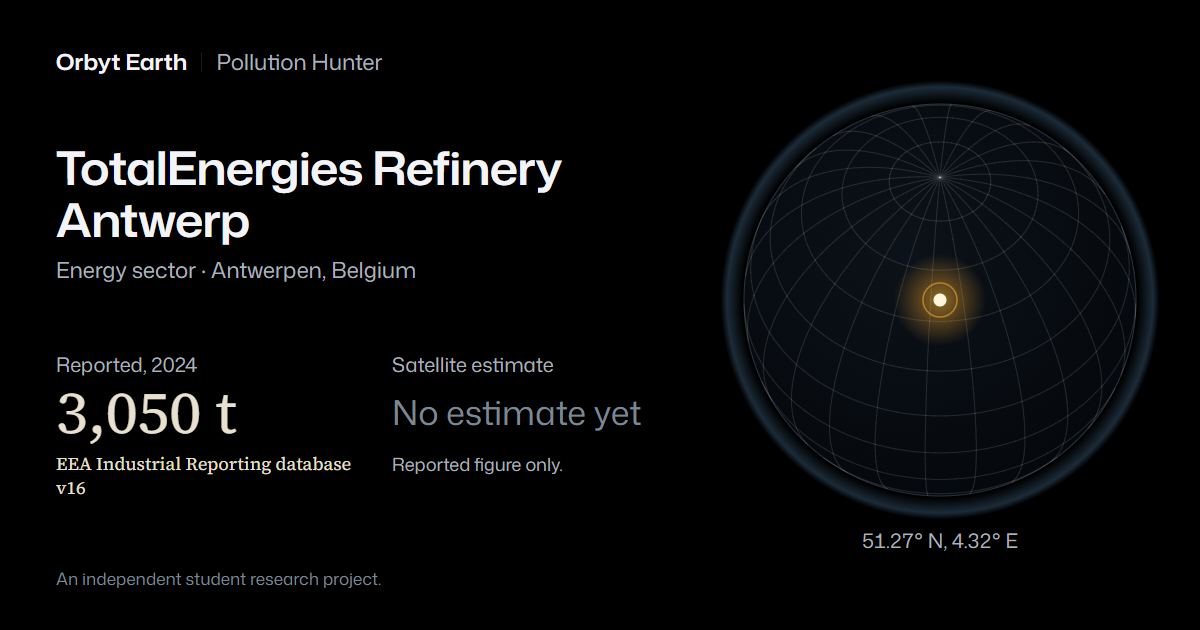 Orbyt Earth | Pollution Hunter
TotalEnergies Refinery
Antwerp
Energy sector · Antwerpen, Belgium
Reported, 2024
3,050 t
EEA Industrial Reporting database
v16
Satellite estimate
No estimate yet
Reported figure only.
51.27° N, 4.32° E
An independent student research project.